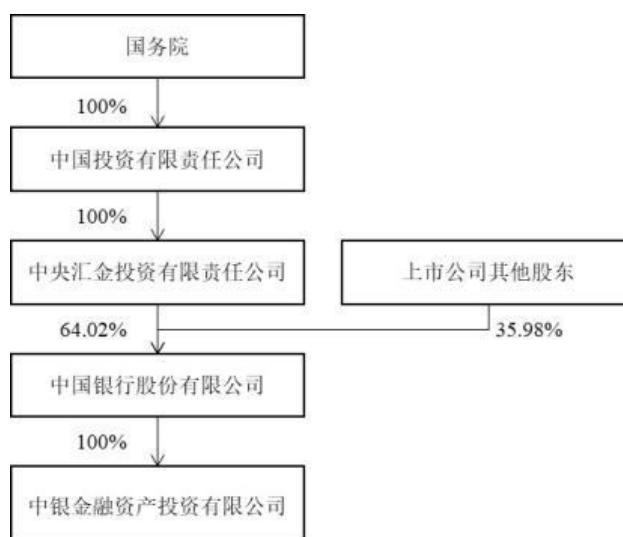 国务院
100%
中国投资有限责任公司
100%
中央汇金投资有限责任公司
上市公司其他股东
64.02%
35.98%
中国银行股份有限公司
100%
中银金融资产投资有限公司